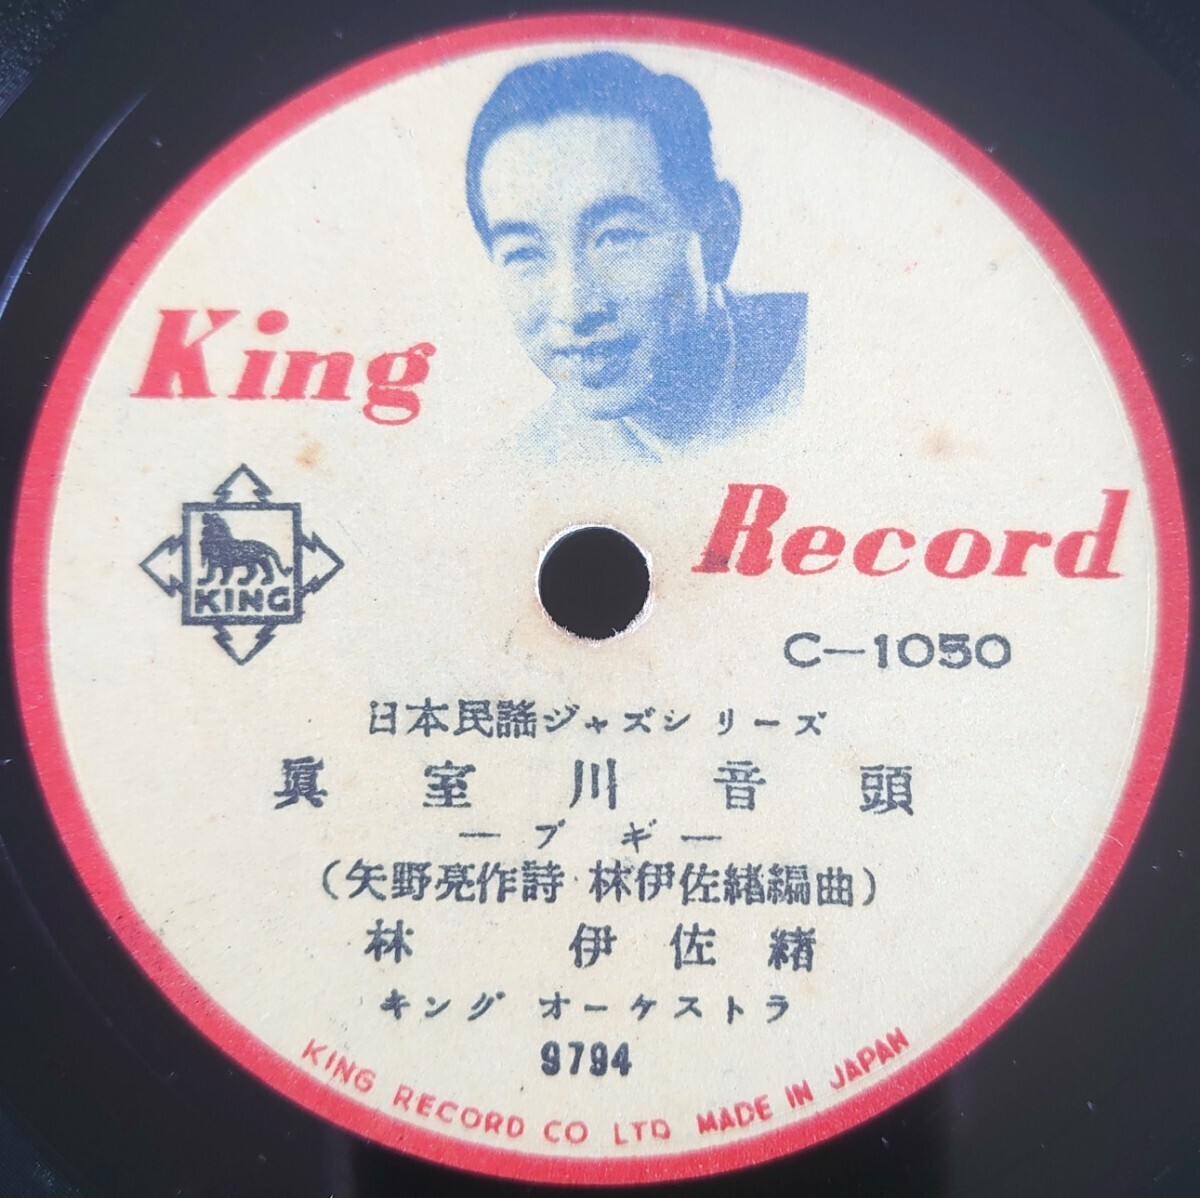 King
Record
KING
C-1050
日本民謡ジャズシリーズ
眞室川音頭
―ブギ―
(矢野亮作詩 林伊佐緒編曲)
林 伊佐緒
キング オーケストラ
9794
KING RECORD CO LTD MADE IN JAPAN